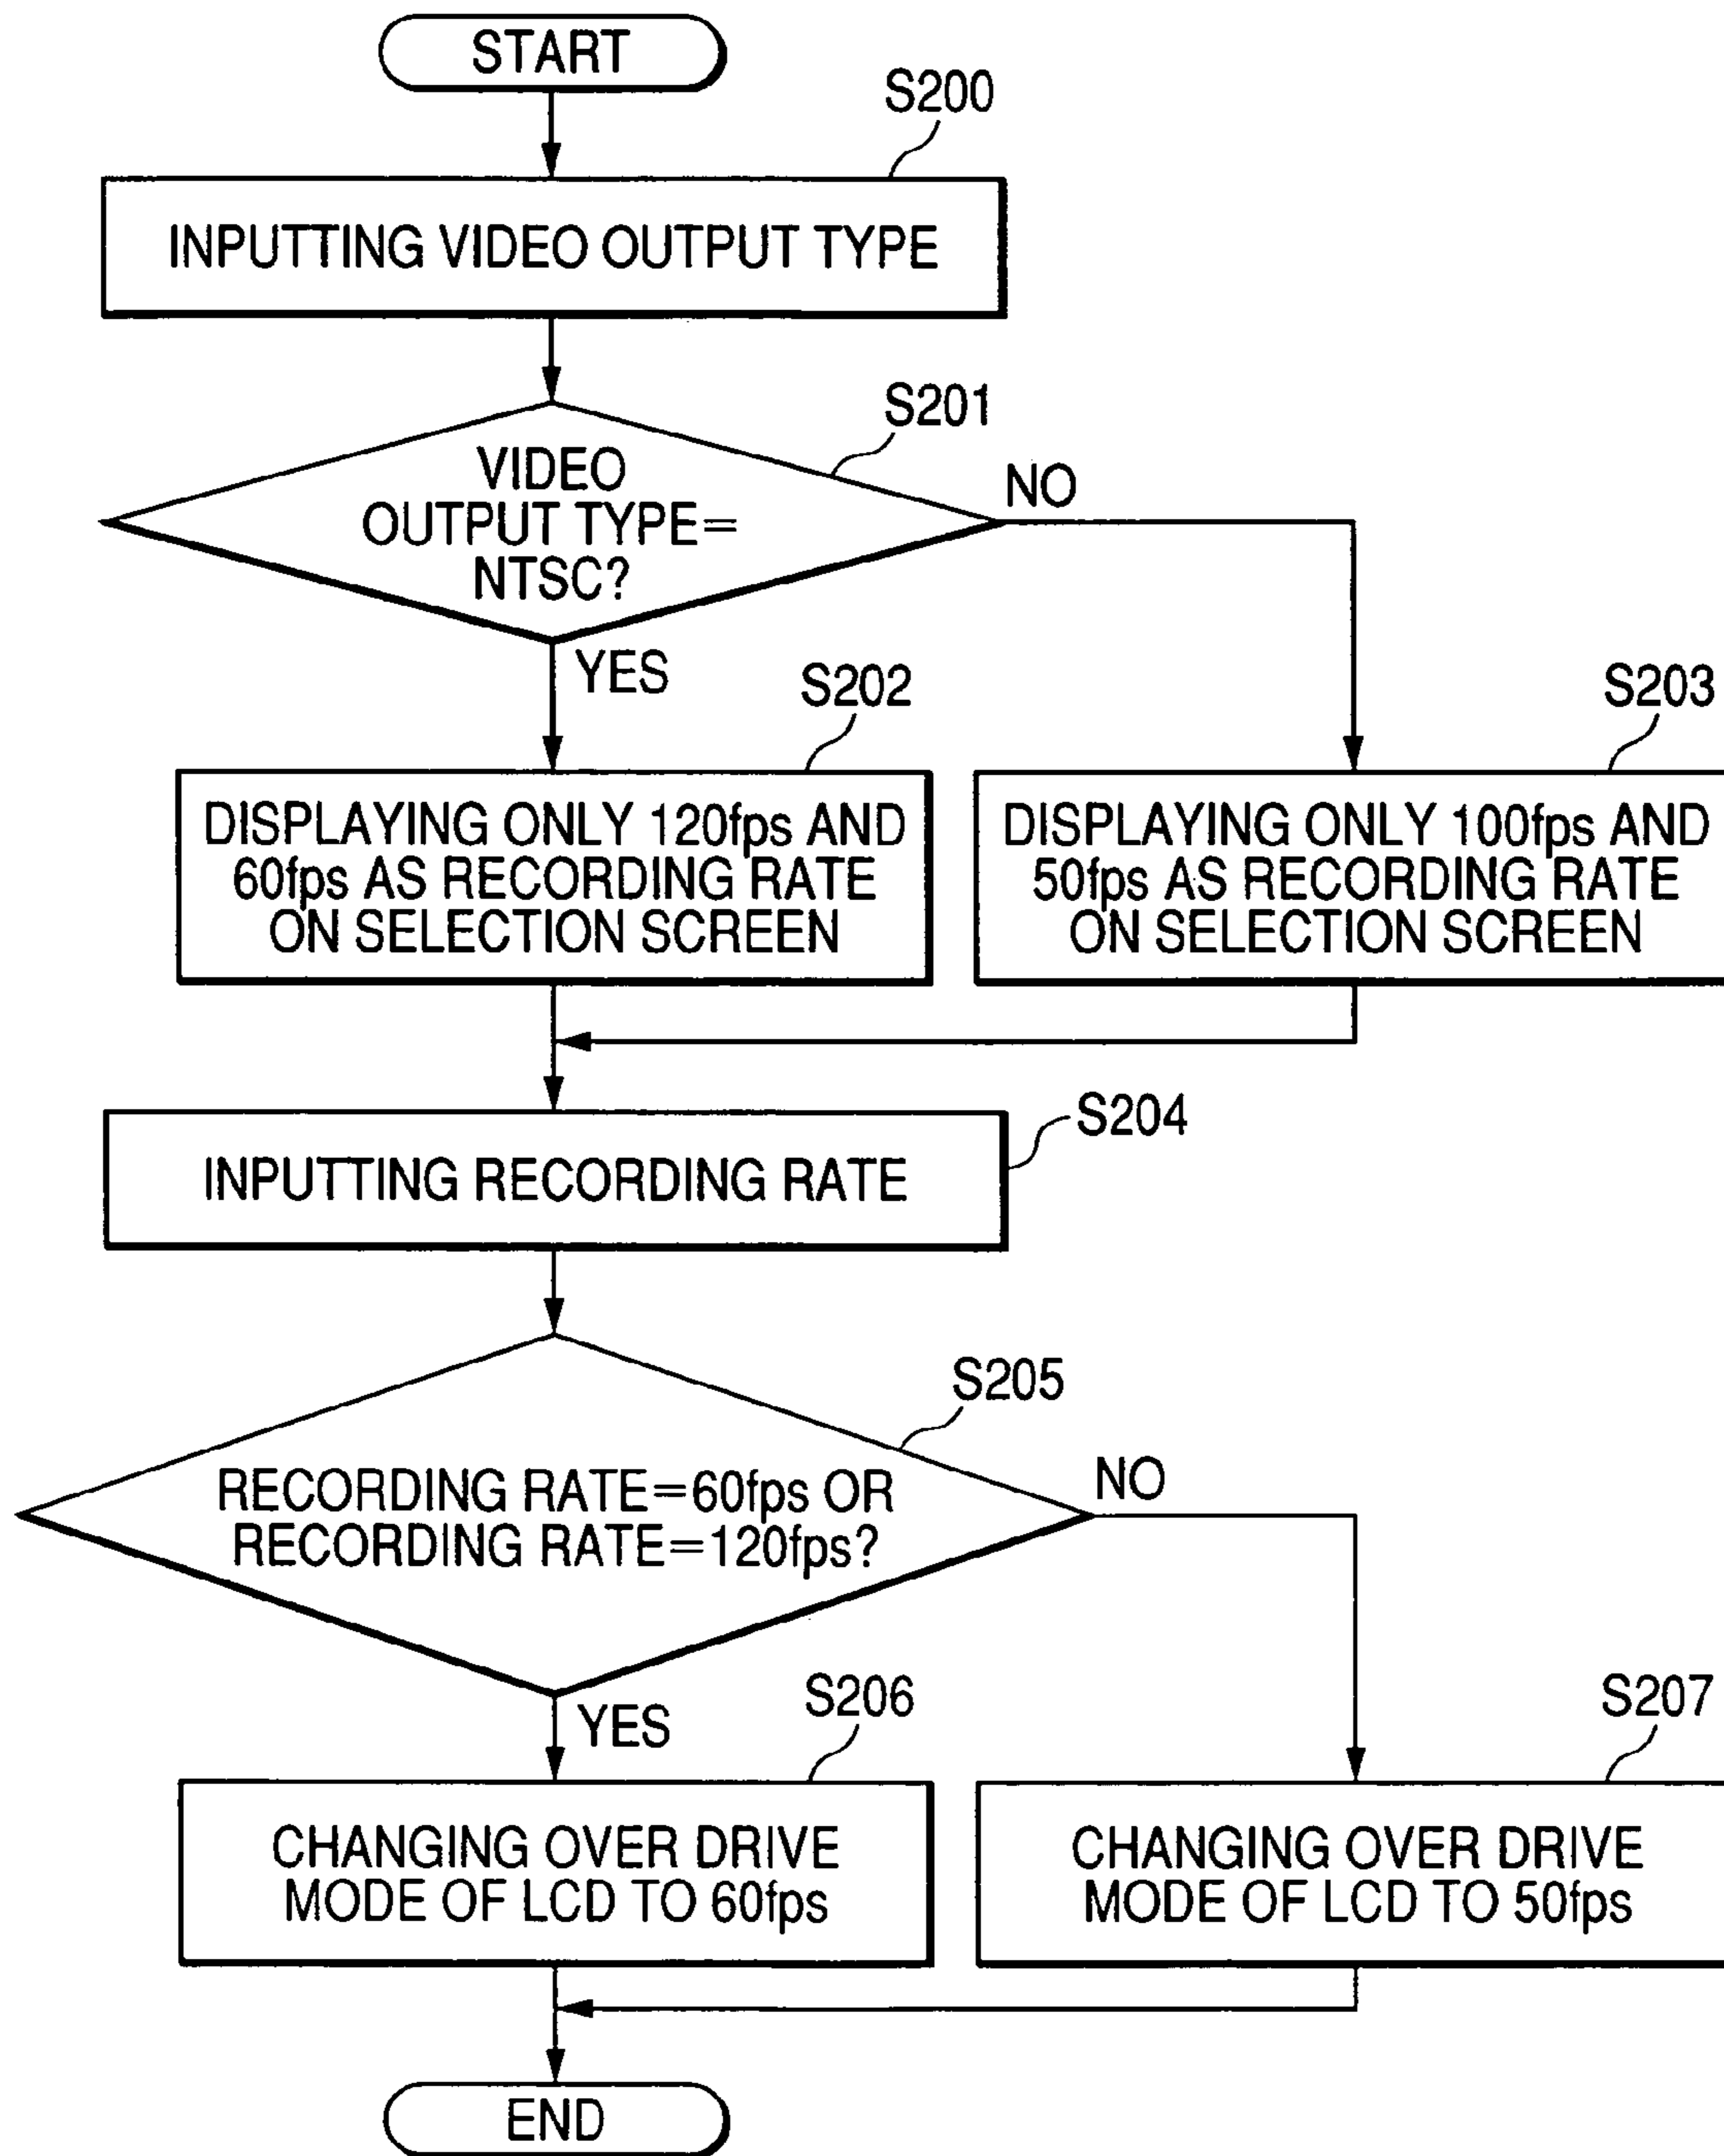 START
S200
INPUTTING VIDEO OUTPUT TYPE
S201
VIDEO
OUTPUT TYPE=
NTSC?
NO
YES
S202
DISPLAYING ONLY 120fps AND
60fps AS RECORDING RATE
ON SELECTION SCREEN
S203
DISPLAYING ONLY 100fps AND
50fps AS RECORDING RATE
ON SELECTION SCREEN
S204
INPUTTING RECORDING RATE
S205
RECORDING RATE=60fps OR
RECORDING RATE=120fps?
NO
YES
S206
CHANGING OVER DRIVE
MODE OF LCD TO 60fps
S207
CHANGING OVER DRIVE
MODE OF LCD TO 50fps
END